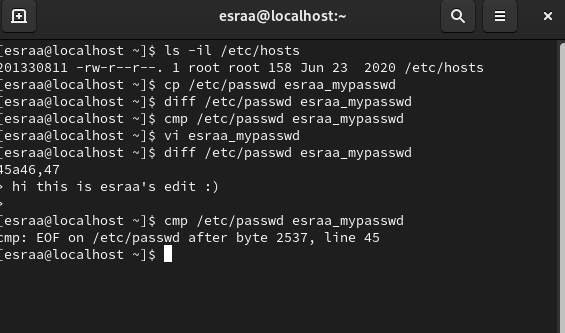 esraa@localhost:~
[esraa@localhost ~]$ ls -il /etc/hosts
201330811 -rw-r--r--. 1 root root 158 Jun 23  2020 /etc/hosts
[esraa@localhost ~]$ cp /etc/passwd esraa_mypasswd
[esraa@localhost ~]$ diff /etc/passwd esraa_mypasswd
[esraa@localhost ~]$ cmp /etc/passwd esraa_mypasswd
[esraa@localhost ~]$ vi esraa_mypasswd
[esraa@localhost ~]$ diff /etc/passwd esraa_mypasswd
45a46,47
> hi this is esraa's edit :)
>
[esraa@localhost ~]$ cmp /etc/passwd esraa_mypasswd
cmp: EOF on /etc/passwd after byte 2537, line 45
[esraa@localhost ~]$